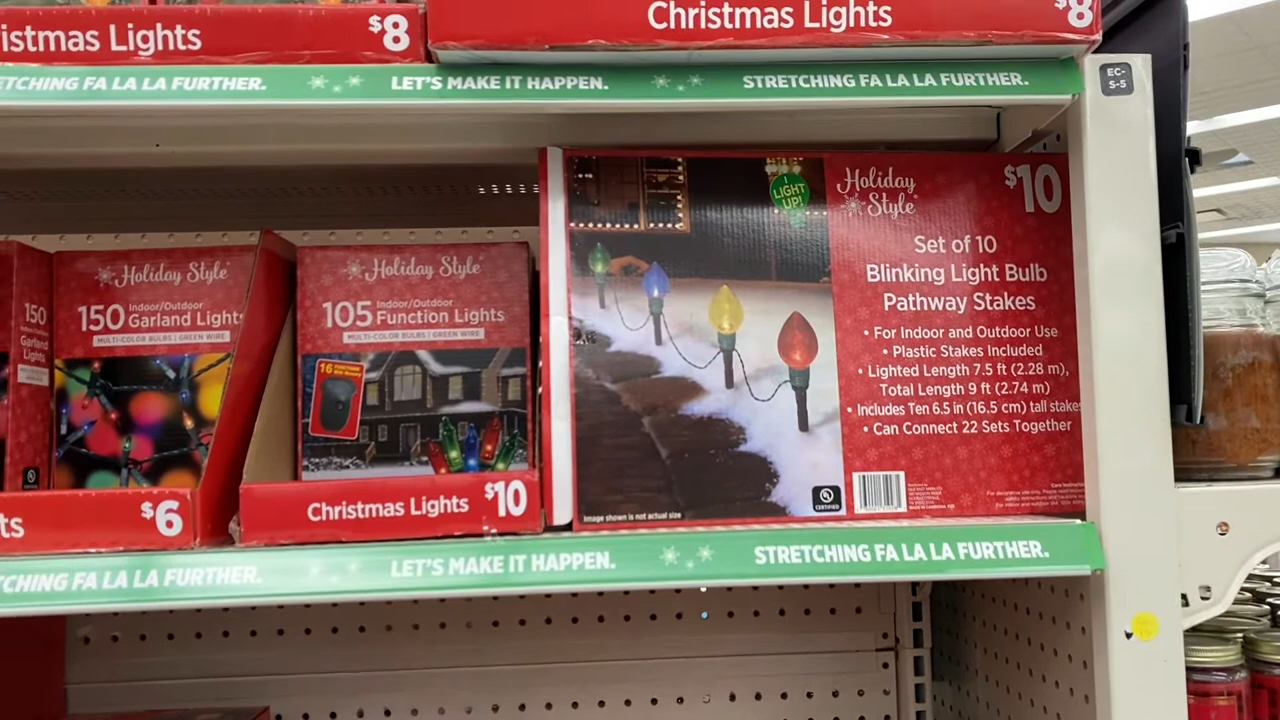 istmas Lights
$8
Christmas Lights
$8
ETCHING FA LA LA FURTHER.
LET'S MAKE IT HAPPEN.
STRETCHING FA LA LA FURTHER.
EC-
S-5
150
Garland
Lights
Holiday Style
150 Indoor/Outdoor
Garland Lights
MULTI-COLOR BULBS | GREEN WIRE
ts
$6
Holiday Style
105 Indoor/Outdoor
Function Lights
MULTI-COLOR BULBS | GREEN WIRE
16 FUNCTION
Christmas Lights
$10
I
LIGHT
UP!
Holiday
Style
$10
Set of 10
Blinking Light Bulb
Pathway Stakes
• For Indoor and Outdoor Use
• Plastic Stakes Included
• Lighted Length 7.5 ft (2.28 m),
Total Length 9 ft (2.74 m)
• Includes Ten 6.5 in (16.5 cm) tall stakes
• Can Connect 22 Sets Together
UL
CERTIFIED
Image shown is not actual size
TCHING FA LA LA FURTHER.
LET'S MAKE IT HAPPEN.
STRETCHING FA LA LA FURTHER.